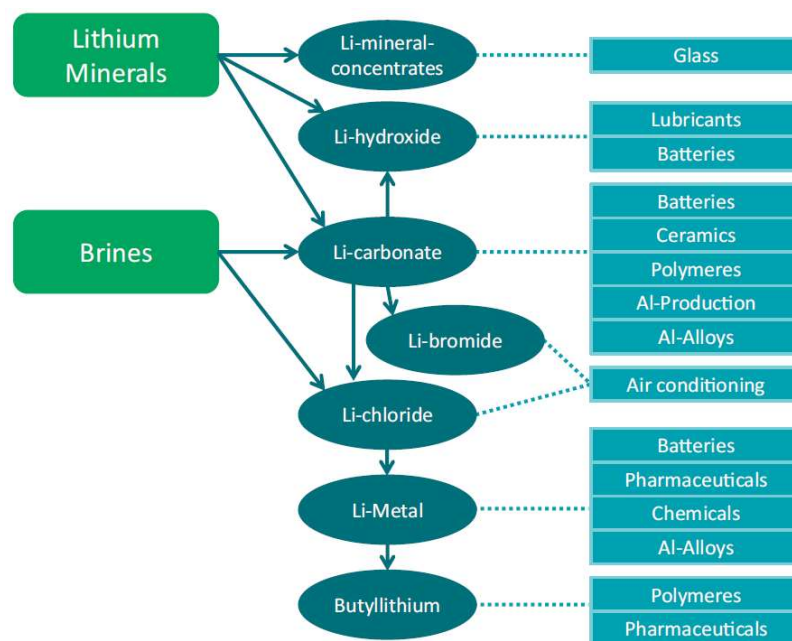 Lithium
Minerals
Li-mineral-
concentrates
Glass
Li-hydroxide
Lubricants
Batteries
Brines
Li-carbonate
Batteries
Ceramics
Polymeres
Al-Production
Al-Alloys
Li-bromide
Air conditioning
Li-chloride
Li-Metal
Batteries
Pharmaceuticals
Chemicals
Al-Alloys
Butyllithium
Polymeres
Pharmaceuticals